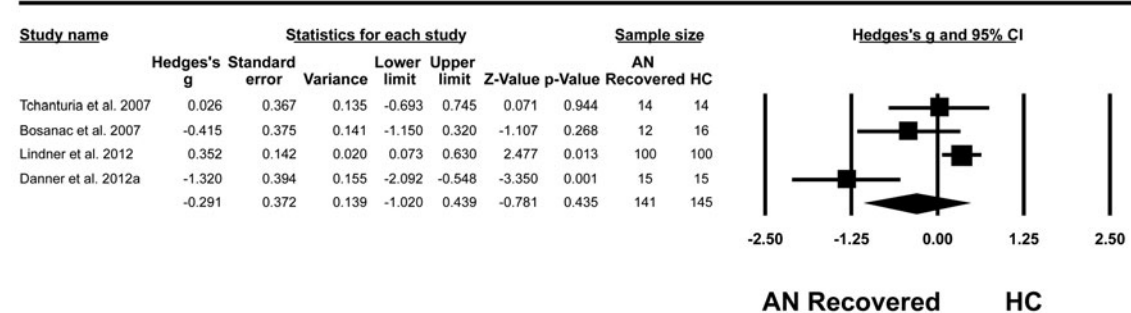 Study name Statistics for each study Sample size Hedges's g and 95% CI
Hedges's Standard Lower Upper AN
g error Variance limit limit Z-Value p-Value Recovered HC
Tchanturia et al. 2007 0.026 0.367 0.135 -0.693 0.745 0.071 0.944 14 14
Bosanac et al. 2007 -0.415 0.375 0.141 -1.150 0.320 -1.107 0.268 12 16
Lindner et al. 2012 0.352 0.142 0.020 0.073 0.630 2.477 0.013 100 100
Danner et al. 2012a -1.320 0.394 0.155 -2.092 -0.548 -3.350 0.001 15 15
-0.291 0.372 0.139 -1.020 0.439 -0.781 0.435 141 145
-2.50 -1.25 0.00 1.25 2.50
AN Recovered HC